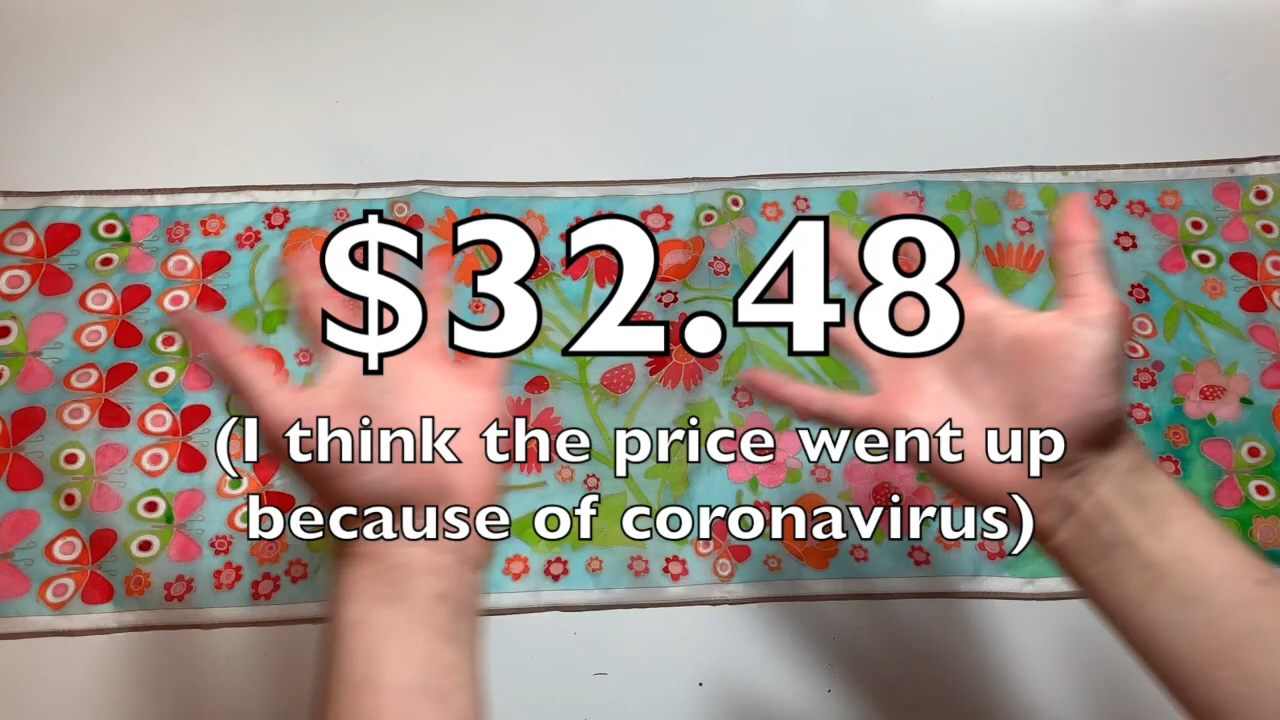 $32.48
(I think the price went up
because of coronavirus)